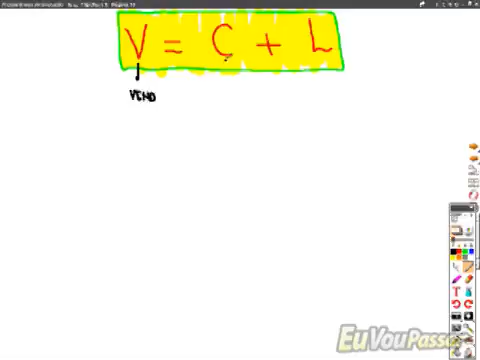 V = C + L
VEND
EuVouPassar